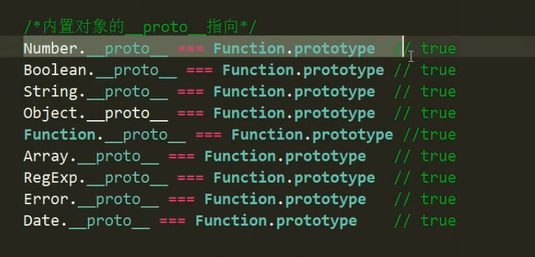 /*内置对象的__proto__指向*/
Number.__proto__ === Function.prototype // true
Boolean.__proto__ === Function.prototype // true
String.__proto__ === Function.prototype // true
Object.__proto__ === Function.prototype // true
Function.__proto__ === Function.prototype //true
Array.__proto__ === Function.prototype // true
RegExp.__proto__ === Function.prototype // true
Error.__proto__ === Function.prototype // true
Date.__proto__ === Function.prototype // true